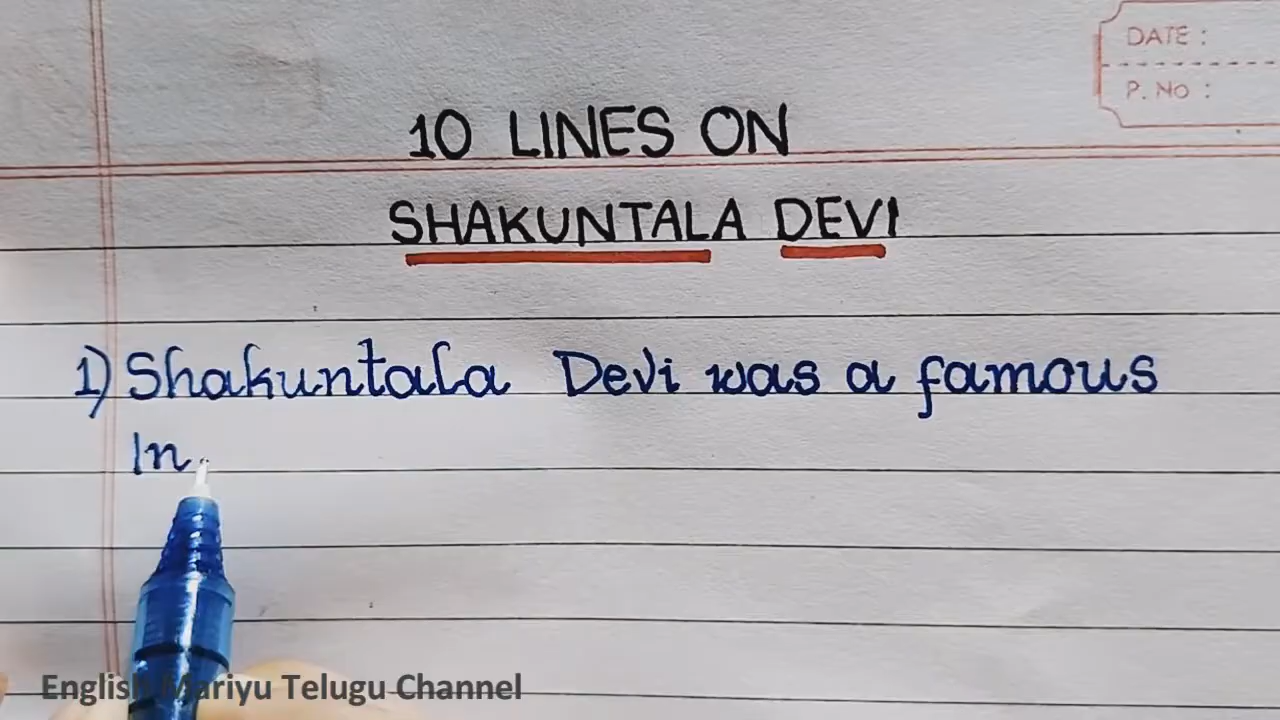 DATE :
P. No :
10 LINES ON
SHAKUNTALA DEVI
1) Shakuntala Devi was a famous
In
English Mariyu Telugu Channel